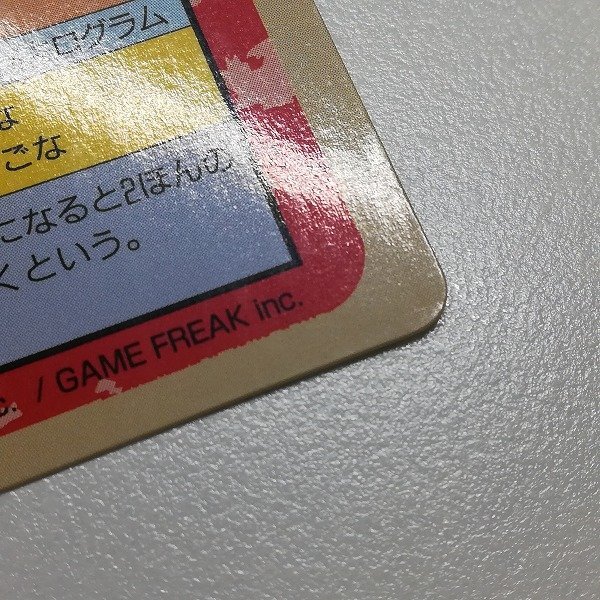 ログラム
ょ
ごな
になると2ほんの
くという。
c. / GAME FREAK inc.